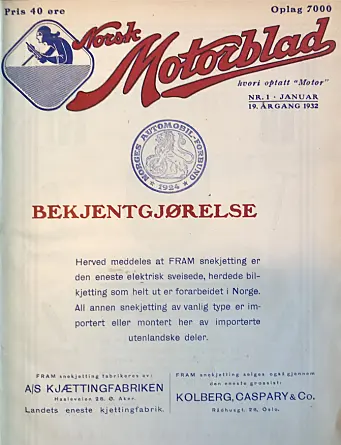 Pris 40 øre
Oplag 7000
Norsk
Motorblad
hvori optatt "Motor"
NR. 1 · JANUAR
19. ÅRGANG 1932
NORGES AUTOMOBIL-FORBUND
1924
BEKJENTGJØRELSE
Herved meddeles at FRAM snekjetting er
den eneste elektrisk sveisede, herdede bil-
kjetting som helt ut er forarbeidet i Norge.
All annen snekjetting av vanlig type er im-
portert eller montert her av importerte
utenlandske deler.
FRAM snekjetting fabrikeres av:
A/S KJÆTTINGFABRIKEN
Hasleveien 28, Ø. Aker.
Landets eneste kjettingfabrik.
FRAM snekjetting selges også gjennem
den eneste grossist:
KOLBERG, CASPARY & Co.
Rådhusgt. 28, Oslo.